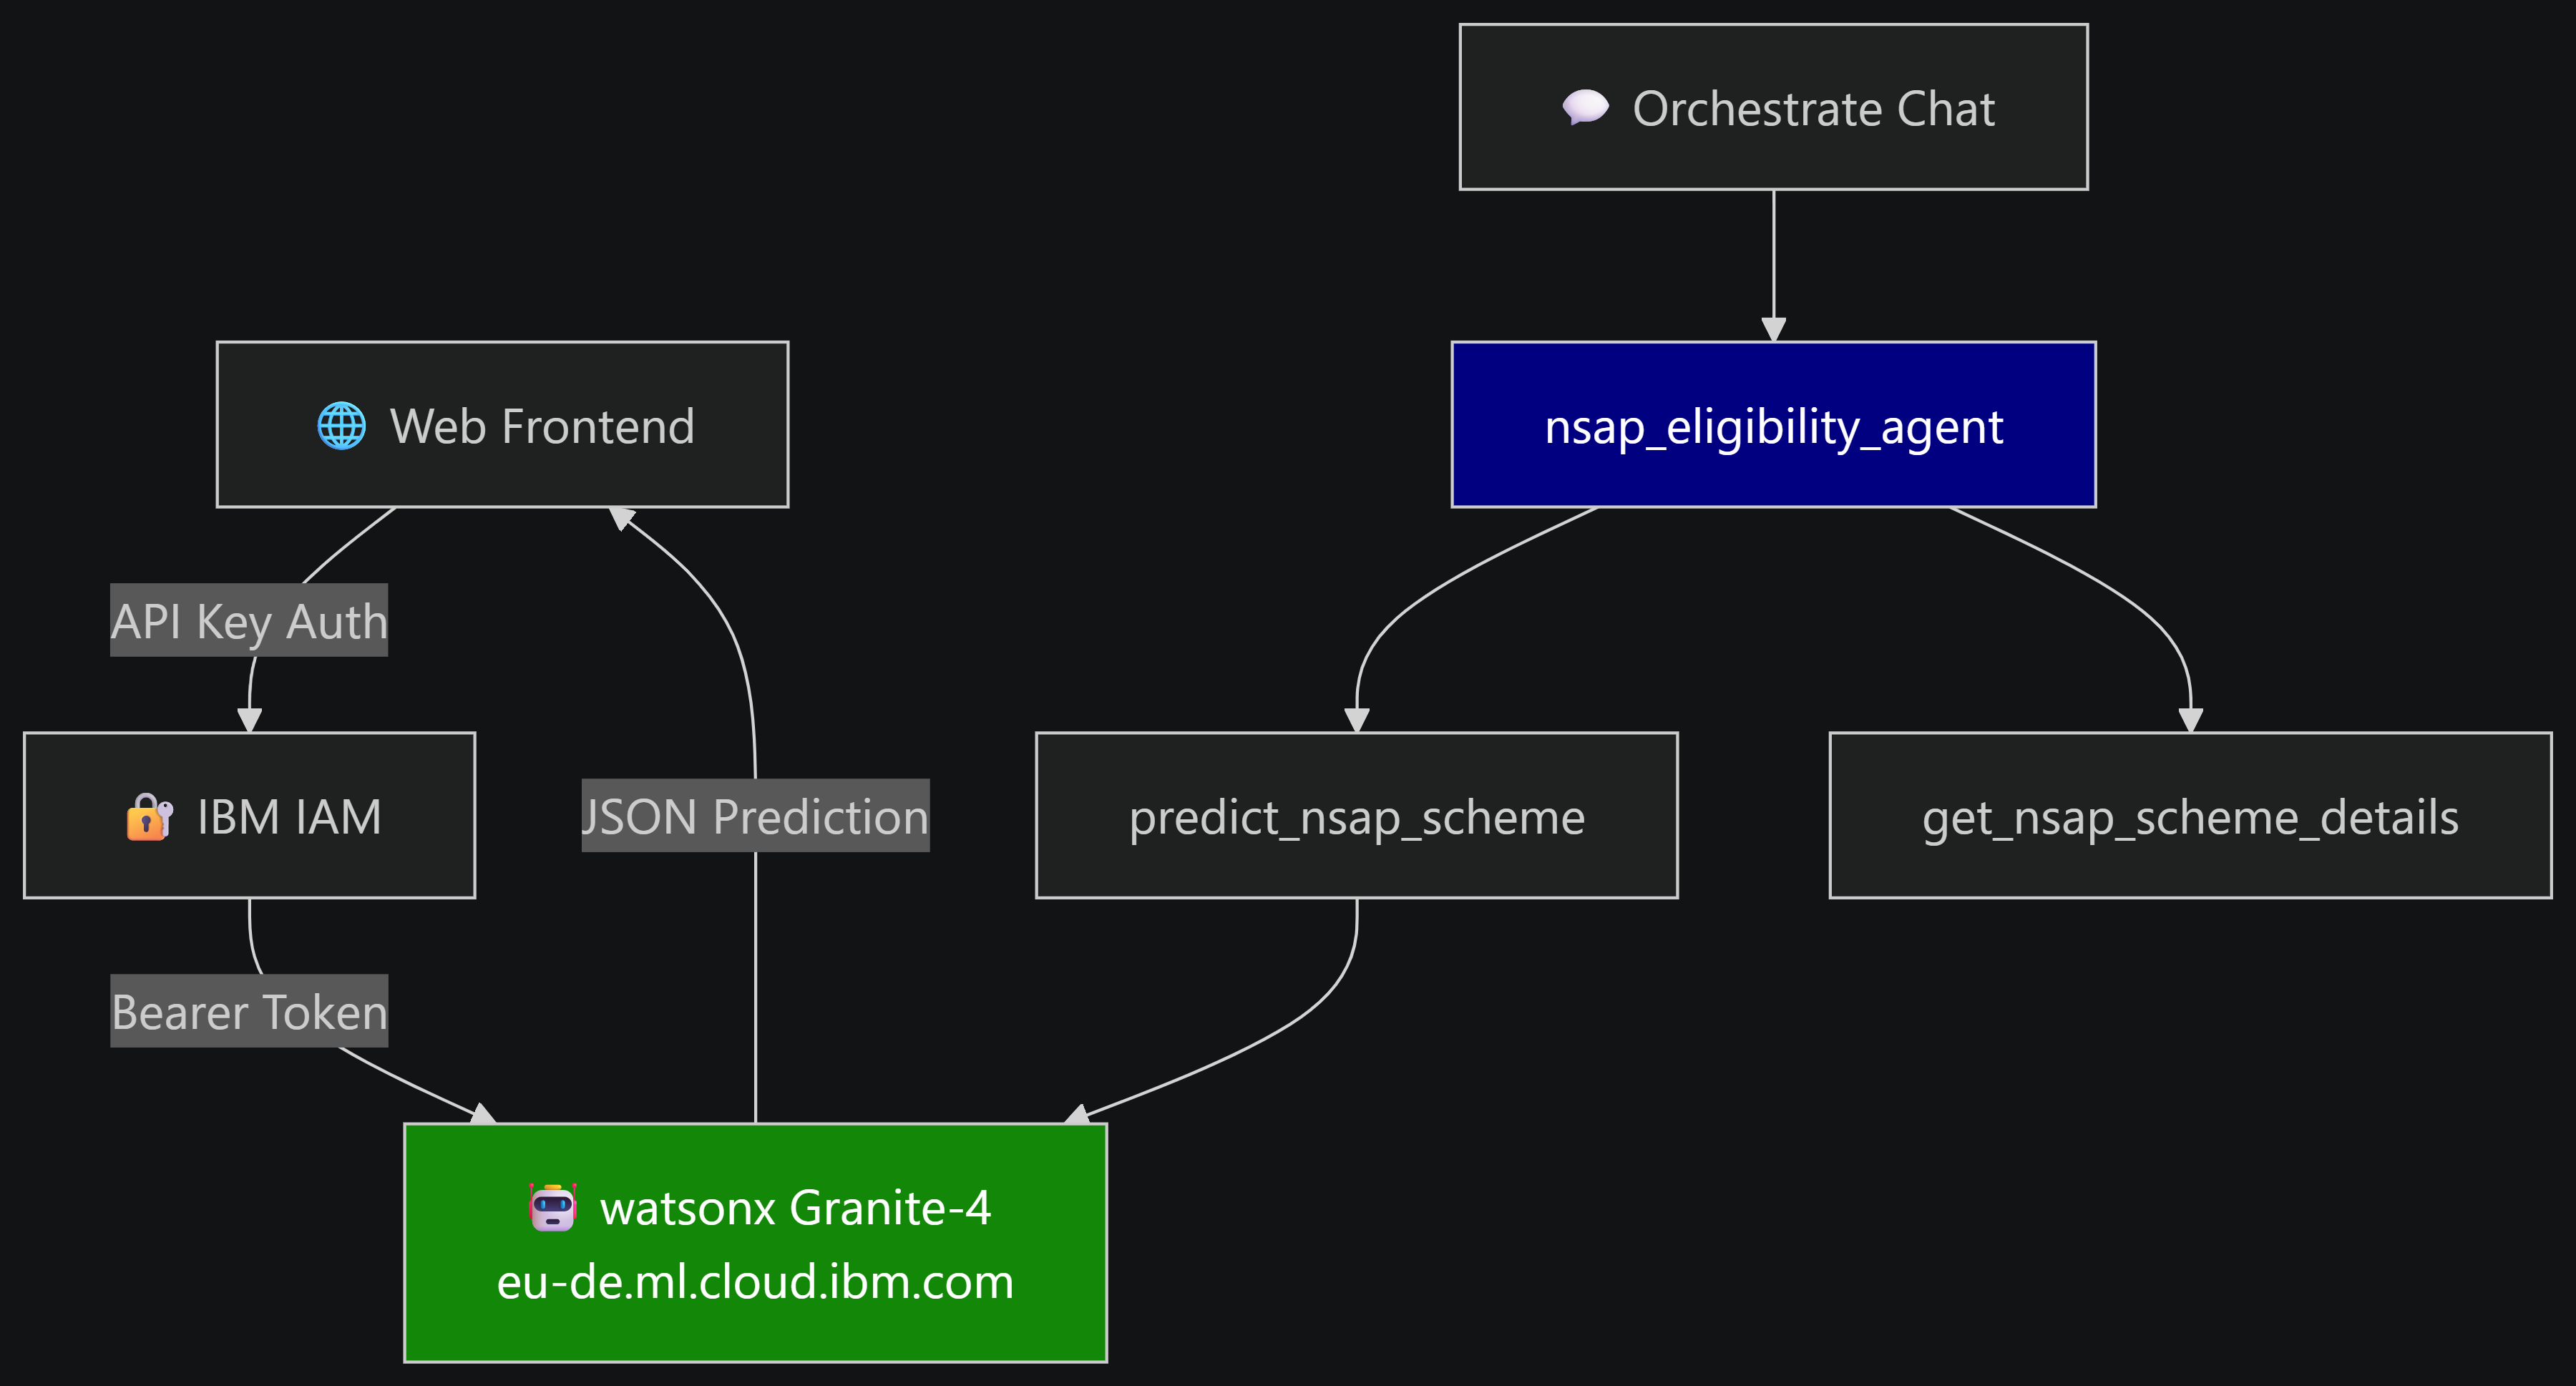 Orchestrate Chat
Web Frontend
nsap_eligibility_agent
API Key Auth
IBM IAM
JSON Prediction
predict_nsap_scheme
get_nsap_scheme_details
Bearer Token
watsonx Granite-4
eu-de.ml.cloud.ibm.com